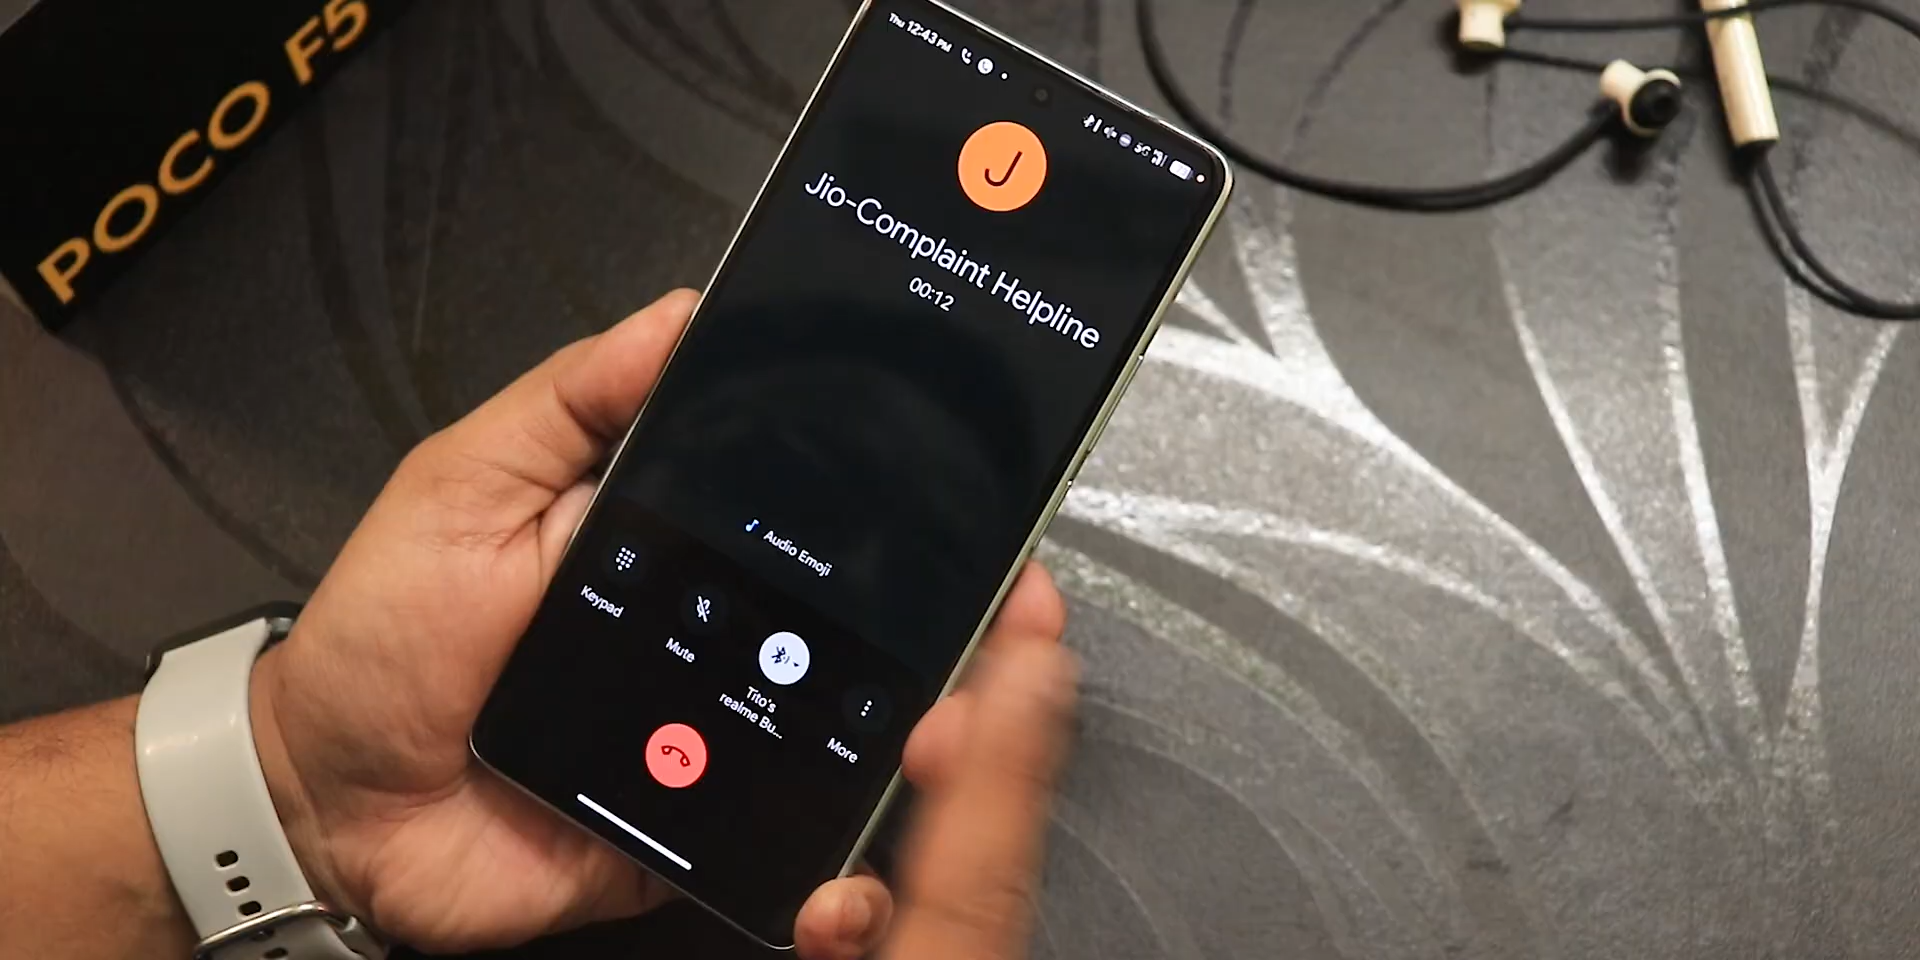 POCO F5
Thu 12:43 PM
5G
J
Jio-Complaint Helpline
00:12
Audio Emoji
Keypad
Mute
Tito's
realme Bu...
More